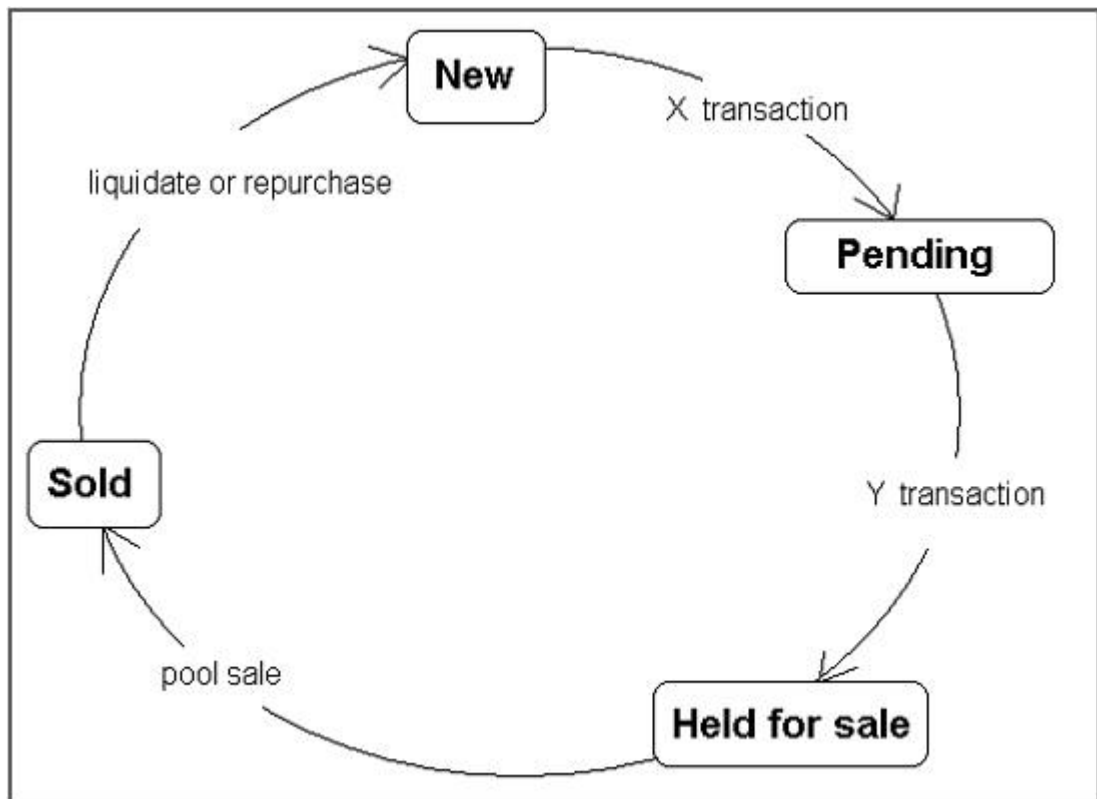 New
X transaction
Pending
Y transaction
Held for sale
pool sale
Sold
liquidate or repurchase